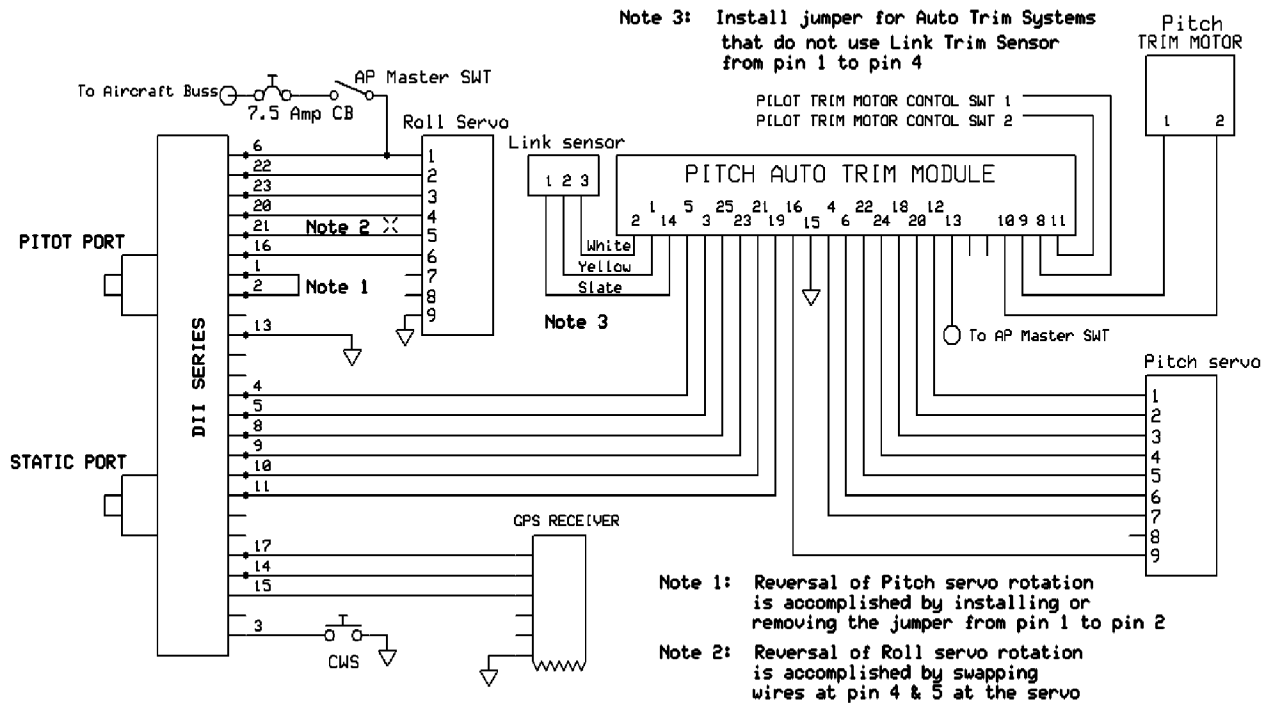 Note 3: Install jumper for Auto Trim Systems
that do not use Link Trim Sensor
from pin 1 to pin 4
Pitch
TRIM MOTOR
1 2
To Aircraft Buss
7.5 Amp CB
AP Master SWT
PILOT TRIM MOTOR CONTOL SWT 1
PILOT TRIM MOTOR CONTOL SWT 2
Roll Servo
1
2
3
4
5
6
7
8
9
Link sensor
1 2 3
PITCH AUTO TRIM MODULE
2 1 14 5 3 25 23 21 19 16 15 4 6 22 24 18 20 12 13 10 9 8 11
White
Yellow
Slate
Note 3
To AP Master SWT
PITOT PORT
STATIC PORT
DII SERIES
6
22
23
20
21
16
1
2
13
4
5
8
9
10
11
17
14
15
3
Note 2
Note 1
CWS
GPS RECEIVER
Pitch servo
1
2
3
4
5
6
7
8
9
Note 1: Reversal of Pitch servo rotation
is accomplished by installing or
removing the jumper from pin 1 to pin 2
Note 2: Reversal of Roll servo rotation
is accomplished by swapping
wires at pin 4 & 5 at the servo